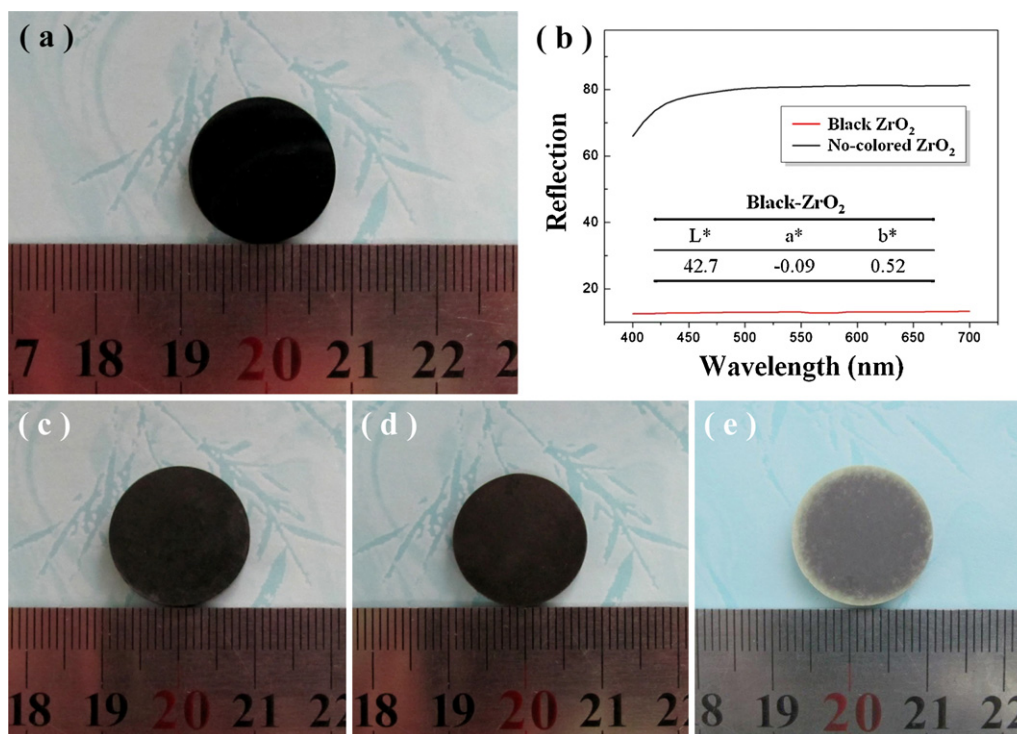 ( a )
7 18 19 20 21 22
( b )
Reflection
80
60
40
20
Black ZrO₂
No-colored ZrO₂
Black-ZrO₂
L* a* b*
42.7 -0.09 0.52
400 450 500 550 600 650 700
Wavelength (nm)
( c )
18 19 20 21 22
( d )
18 19 20 21 22
( e )
8 19 20 21 22